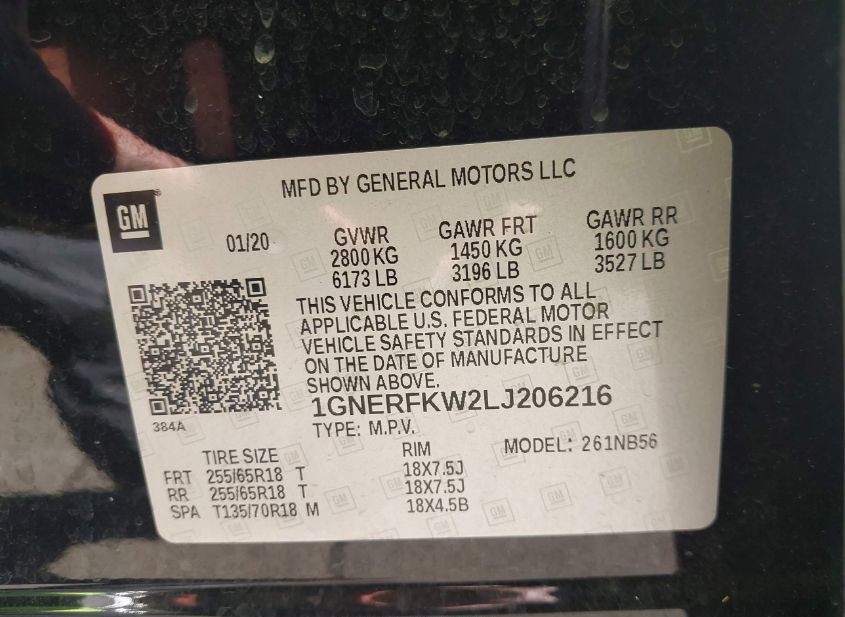 MFD BY GENERAL MOTORS LLC
GM
01/20
GVWR
2800 KG
6173 LB
GAWR FRT
1450 KG
3196 LB
GAWR RR
1600 KG
3527 LB
THIS VEHICLE CONFORMS TO ALL
APPLICABLE U.S. FEDERAL MOTOR
VEHICLE SAFETY STANDARDS IN EFFECT
ON THE DATE OF MANUFACTURE
SHOWN ABOVE.
1GNERFKW2LJ206216
384A
TYPE: M.P.V.
MODEL: 261NB56
TIRE SIZE RIM
FRT 255/65R18 T 18X7.5J
RR 255/65R18 T 18X7.5J
SPA T135/70R18 M 18X4.5B